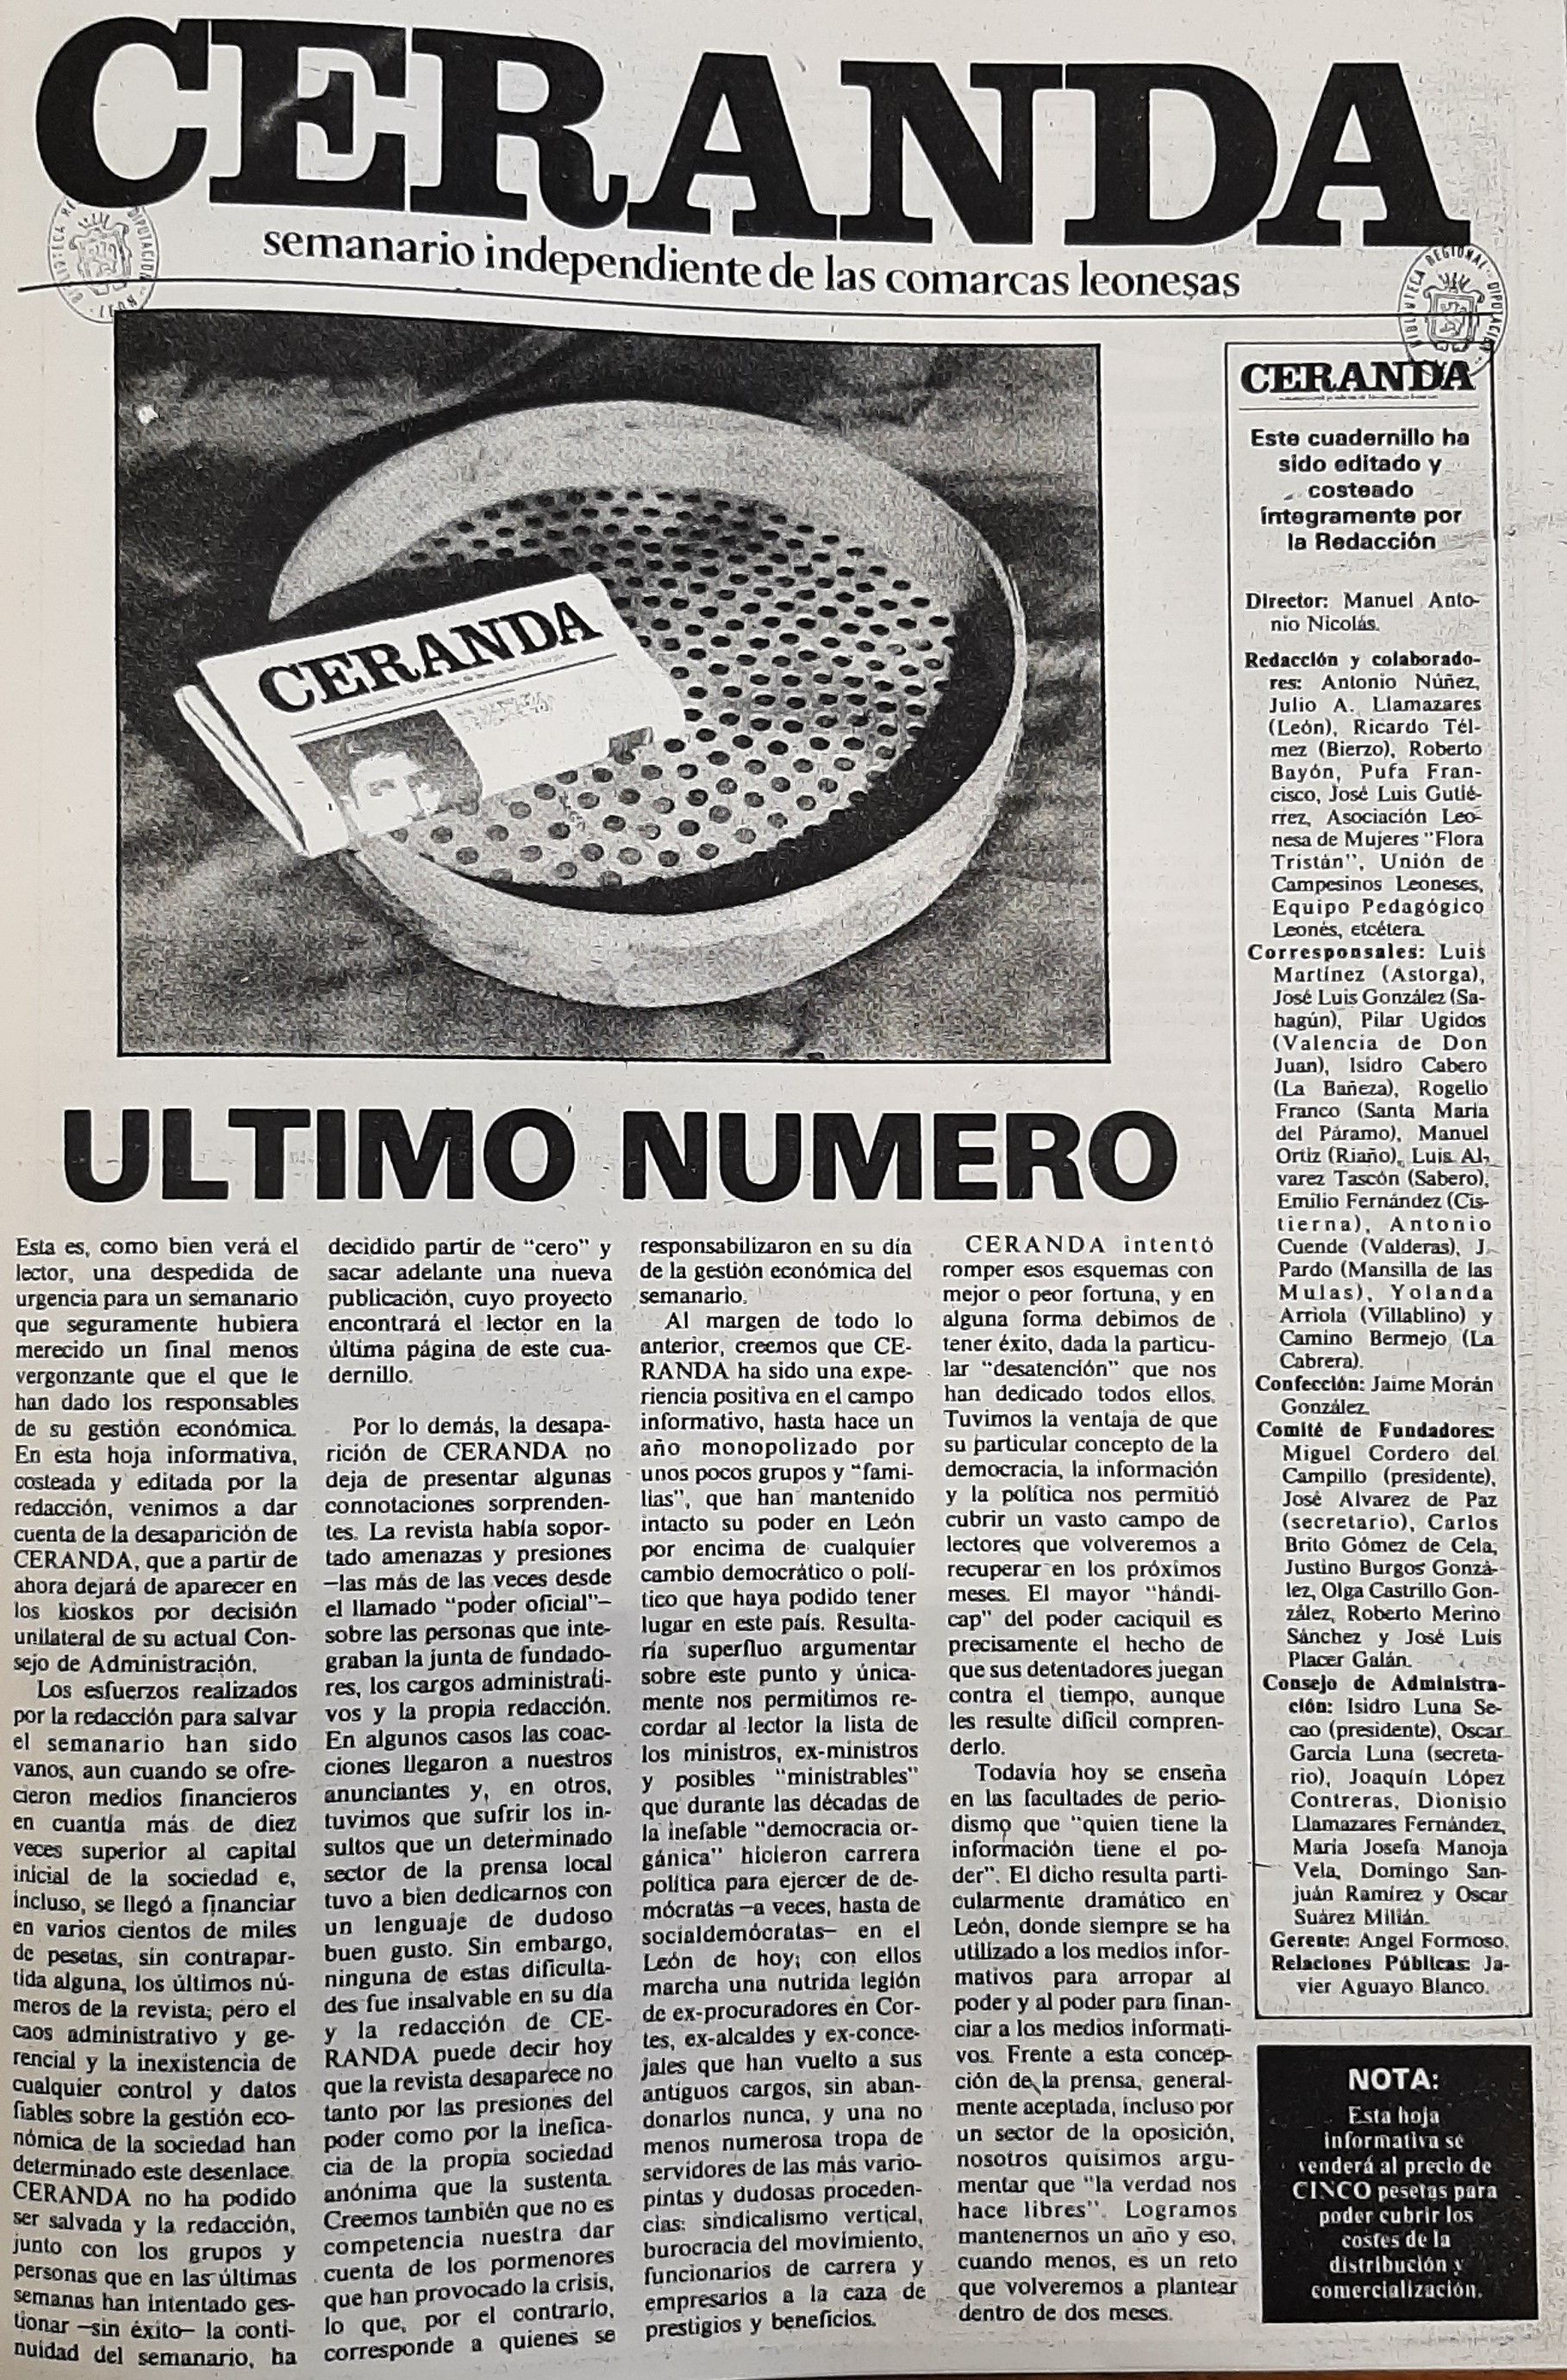 CERANDA
semanario independiente de las comarcas leonesas
BIBLIOTECA
DIPUTACION
BIBLIOTECA REGIONAL
CERANDA
ULTIMO NUMERO
Esta es, como bien verá el
lector, una despedida de
urgencia para un semanario
que seguramente hubiera
merecido un final menos
vergonzante que el que le
han dado los responsables
de su gestión económica.
En esta hoja informativa,
costeada y editada por la
redacción, venimos a dar
cuenta de la desaparición de
CERANDA, que a partir de
ahora dejará de aparecer en
los kioskos por decisión
unilateral de su actual Con-
sejo de Administración.
Los esfuerzos realizados
por la redacción para salvar
el semanario han sido
vanos, aun cuando se ofre-
cieron medios financieros
en cuantía más de diez
veces superior al capital
inicial de la sociedad e,
incluso, se llegó a financiar
en varios cientos de miles
de pesetas, sin contrapar-
tida alguna, los últimos nú-
meros de la revista; pero el
caos administrativo y ge-
rencial y la inexistencia de
cualquier control y datos
fiables sobre la gestión eco-
nómica de la sociedad han
determinado este desenlace.
CERANDA no ha podido
ser salvada y la redacción,
junto con los grupos y
personas que en las últimas
semanas han intentado ges-
tionar —sin éxito— la conti-
nuidad del semanario, ha
decidido partir de "cero" y
sacar adelante una nueva
publicación, cuyo proyecto
encontrará el lector en la
última página de este cua-
dernillo.
Por lo demás, la desapa-
rición de CERANDA no
deja de presentar algunas
connotaciones sorprenden-
tes. La revista había sopor-
tado amenazas y presiones
—las más de las veces desde
el llamado "poder oficial"—
sobre las personas que inte-
graban la junta de fundado-
res, los cargos administrati-
vos y la propia redacción.
En algunos casos las coac-
ciones llegaron a nuestros
anunciantes y, en otros,
tuvimos que sufrir los in-
sultos que un determinado
sector de la prensa local
tuvo a bien dedicarnos con
un lenguaje de dudoso
buen gusto. Sin embargo,
ninguna de estas dificulta-
des fue insalvable en su día
y la redacción de CE-
RANDA puede decir hoy
que la revista desaparece no
tanto por las presiones del
poder como por la inefica-
cia de la propia sociedad
anónima que la sustenta.
Creemos también que no es
competencia nuestra dar
cuenta de los pormenores
que han provocado la crisis,
lo que, por el contrario,
corresponde a quienes se
responsabilizaron en su día
de la gestión económica del
semanario.
Al margen de todo lo
anterior, creemos que CE-
RANDA ha sido una expe-
riencia positiva en el campo
informativo, hasta hace un
año monopolizado por
unos pocos grupos y "fami-
lias", que han mantenido
intacto su poder en León
por encima de cualquier
cambio democrático o polí-
tico que haya podido tener
lugar en este país. Resulta-
ría superfluo argumentar
sobre este punto y única-
mente nos permitimos re-
cordar al lector la lista de
los ministros, ex-ministros
y posibles "ministrables"
que durante las décadas de
la inefable "democracia or-
gánica" hicieron carrera
política para ejercer de de-
mócratas —a veces, hasta de
socialdemócratas— en el
León de hoy; con ellos
marcha una nutrida legión
de ex-procuradores en Cor-
tes, ex-alcaldes y ex-conce-
jales que han vuelto a sus
antiguos cargos, sin aban-
donarlos nunca, y una no
menos numerosa tropa de
servidores de las más vario-
pintas y dudosas proceden-
cias: sindicalismo vertical,
burocracia del movimiento,
funcionarios de carrera y
empresarios a la caza de
prestigios y beneficios.
CERANDA intentó
romper esos esquemas con
mejor o peor fortuna, y en
alguna forma debimos de
tener éxito, dada la particu-
lar "desatención" que nos
han dedicado todos ellos.
Tuvimos la ventaja de que
su particular concepto de la
democracia, la información
y la política nos permitió
cubrir un vasto campo de
lectores que volveremos a
recuperar en los próximos
meses. El mayor "hándi-
cap" del poder caciquil es
precisamente el hecho de
que sus detentadores juegan
contra el tiempo, aunque
les resulte difícil compren-
derlo.
Todavía hoy se enseña
en las facultades de perio-
dismo que "quien tiene la
información tiene el po-
der". El dicho resulta parti-
cularmente dramático en
León, donde siempre se ha
utilizado a los medios infor-
mativos para arropar al
poder y al poder para finan-
ciar a los medios informati-
vos. Frente a esta concep-
ción de la prensa, general-
mente aceptada, incluso por
un sector de la oposición,
nosotros quisimos argu-
mentar que "la verdad nos
hace libres". Logramos
mantenernos un año y eso,
cuando menos, es un reto
que volveremos a plantear
dentro de dos meses.
CERANDA
Este cuadernillo ha
sido editado y
costeado
íntegramente por
la Redacción
Director: Manuel Anto-
nio Nicolás.
Redacción y colaborado-
res: Antonio Núñez,
Julio A. Llamazares
(León), Ricardo Tél-
mez (Bierzo), Roberto
Bayón, Pufa Fran-
cisco, José Luis Gutié-
rrez, Asociación Leo-
nesa de Mujeres "Flora
Tristán", Unión de
Campesinos Leoneses,
Equipo Pedagógico
Leonés, etcétera.
Corresponsales: Luis
Martínez (Astorga),
José Luis González (Sa-
hagún), Pilar Ugidos
(Valencia de Don
Juan), Isidro Cabero
(La Bañeza), Rogelio
Franco (Santa María
del Páramo), Manuel
Ortiz (Riaño), Luis Al-
varez Tascón (Sabero),
Emilio Fernández (Cis-
tierna), Antonio
Cuende (Valderas), J.
Pardo (Mansilla de las
Mulas), Yolanda
Arriola (Villablino) y
Camino Bermejo (La
Cabrera).
Confección: Jaime Morán
González.
Comité de Fundadores:
Miguel Cordero del
Campillo (presidente),
José Alvarez de Paz
(secretario), Carlos
Brito Gómez de Cela,
Justino Burgos Gonzá-
lez, Olga Castrillo Gon-
zález, Roberto Merino
Sánchez y José Luis
Placer Galán.
Consejo de Administra-
ción: Isidro Luna Se-
cao (presidente), Oscar
García Luna (secreta-
rio), Joaquín López
Contreras, Dionisio
Llamazares Fernández,
María Josefa Manoja
Vela, Domingo San-
juán Ramírez y Oscar
Suárez Milián.
Gerente: Angel Formoso.
Relaciones Públicas: Ja-
vier Aguayo Blanco.
NOTA:
Esta hoja
informativa se
venderá al precio de
CINCO pesetas para
poder cubrir los
costes de la
distribución y
comercialización.